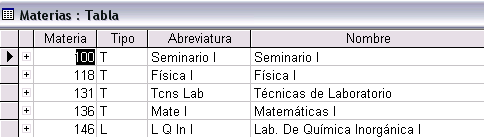 Materias : Tabla
Materia Tipo Abreviatura Nombre
100 T Seminario I Seminario I
118 T Física I Física I
131 T Tcns Lab Técnicas de Laboratorio
136 T Mate I Matemáticas I
146 L L Q In I Lab. De Química Inorgánica I